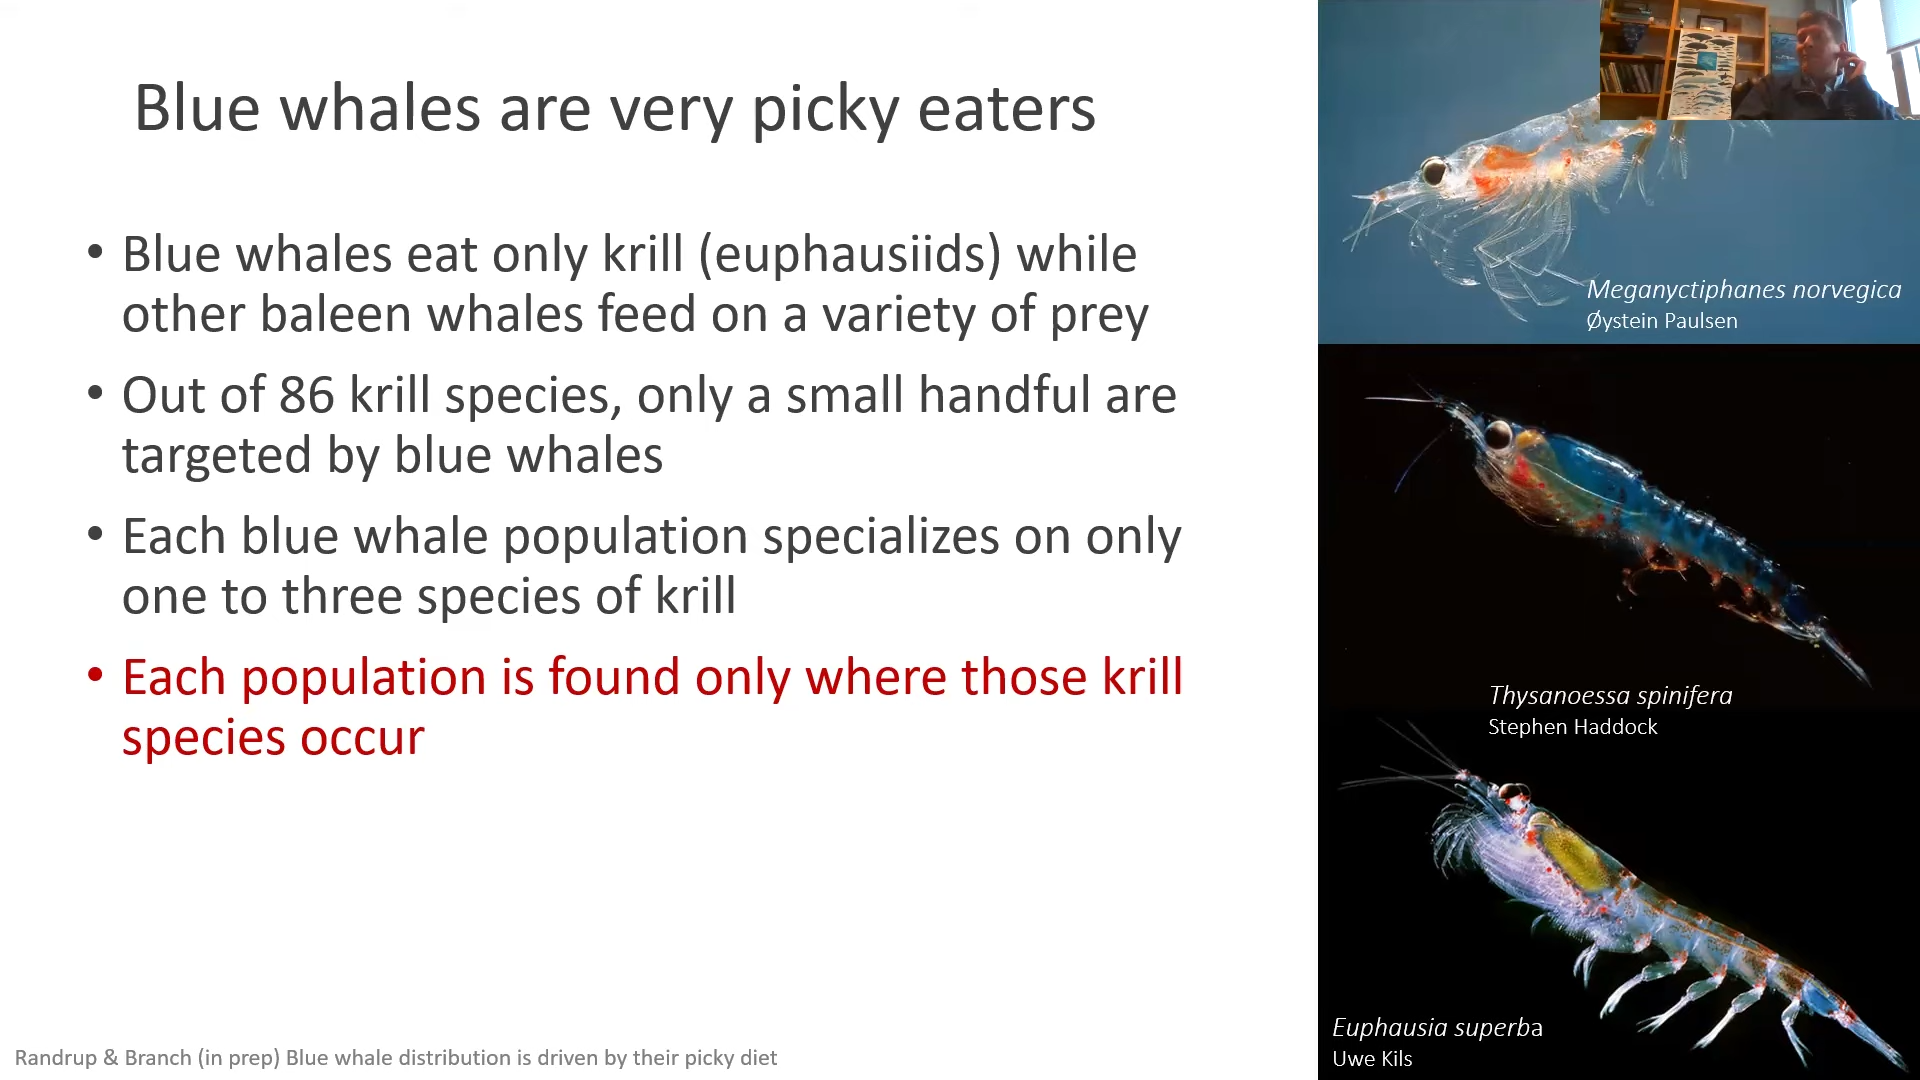 Blue whales are very picky eaters
• Blue whales eat only krill (euphausiids) while
other baleen whales feed on a variety of prey
• Out of 86 krill species, only a small handful are
targeted by blue whales
• Each blue whale population specializes on only
one to three species of krill
• Each population is found only where those krill
species occur
Randrup & Branch (in prep) Blue whale distribution is driven by their picky diet
Meganyctiphanes norvegica
Øystein Paulsen
Thysanoessa spinifera
Stephen Haddock
Euphausia superba
Uwe Kils